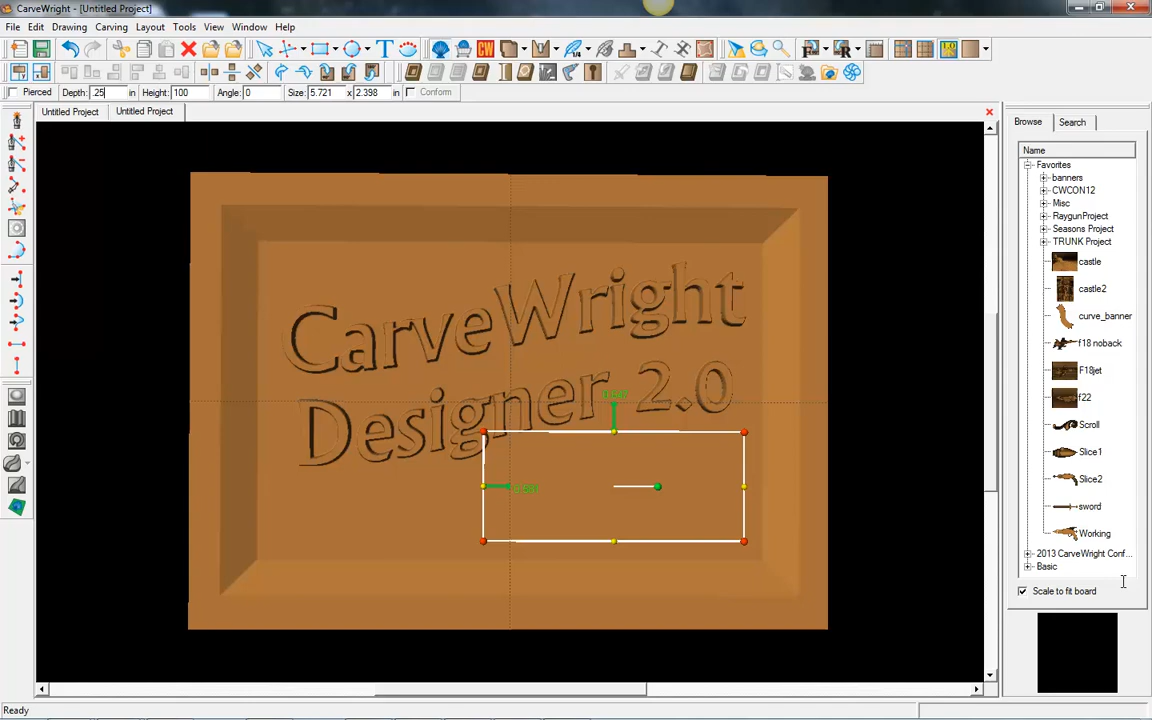 CarveWright - [Untitled Project]
File Edit Drawing Carving Layout Tools View Window Help
Pierced Depth: .25 in Height: 100 Angle: 0 Size: 5.721 x 2.398 in Conform
Untitled Project Untitled Project
Browse Search
Name
Favorites
banners
CWCON12
Misc
RaygunProject
Seasons Project
TRUNK Project
castle
castle2
curve_banner
f18 noback
F18jet
f22
Scroll
Slice1
Slice2
sword
Working
2013 CarveWright Conf...
Basic
Scale to fit board
CarveWright
Designer 2.0
Ready